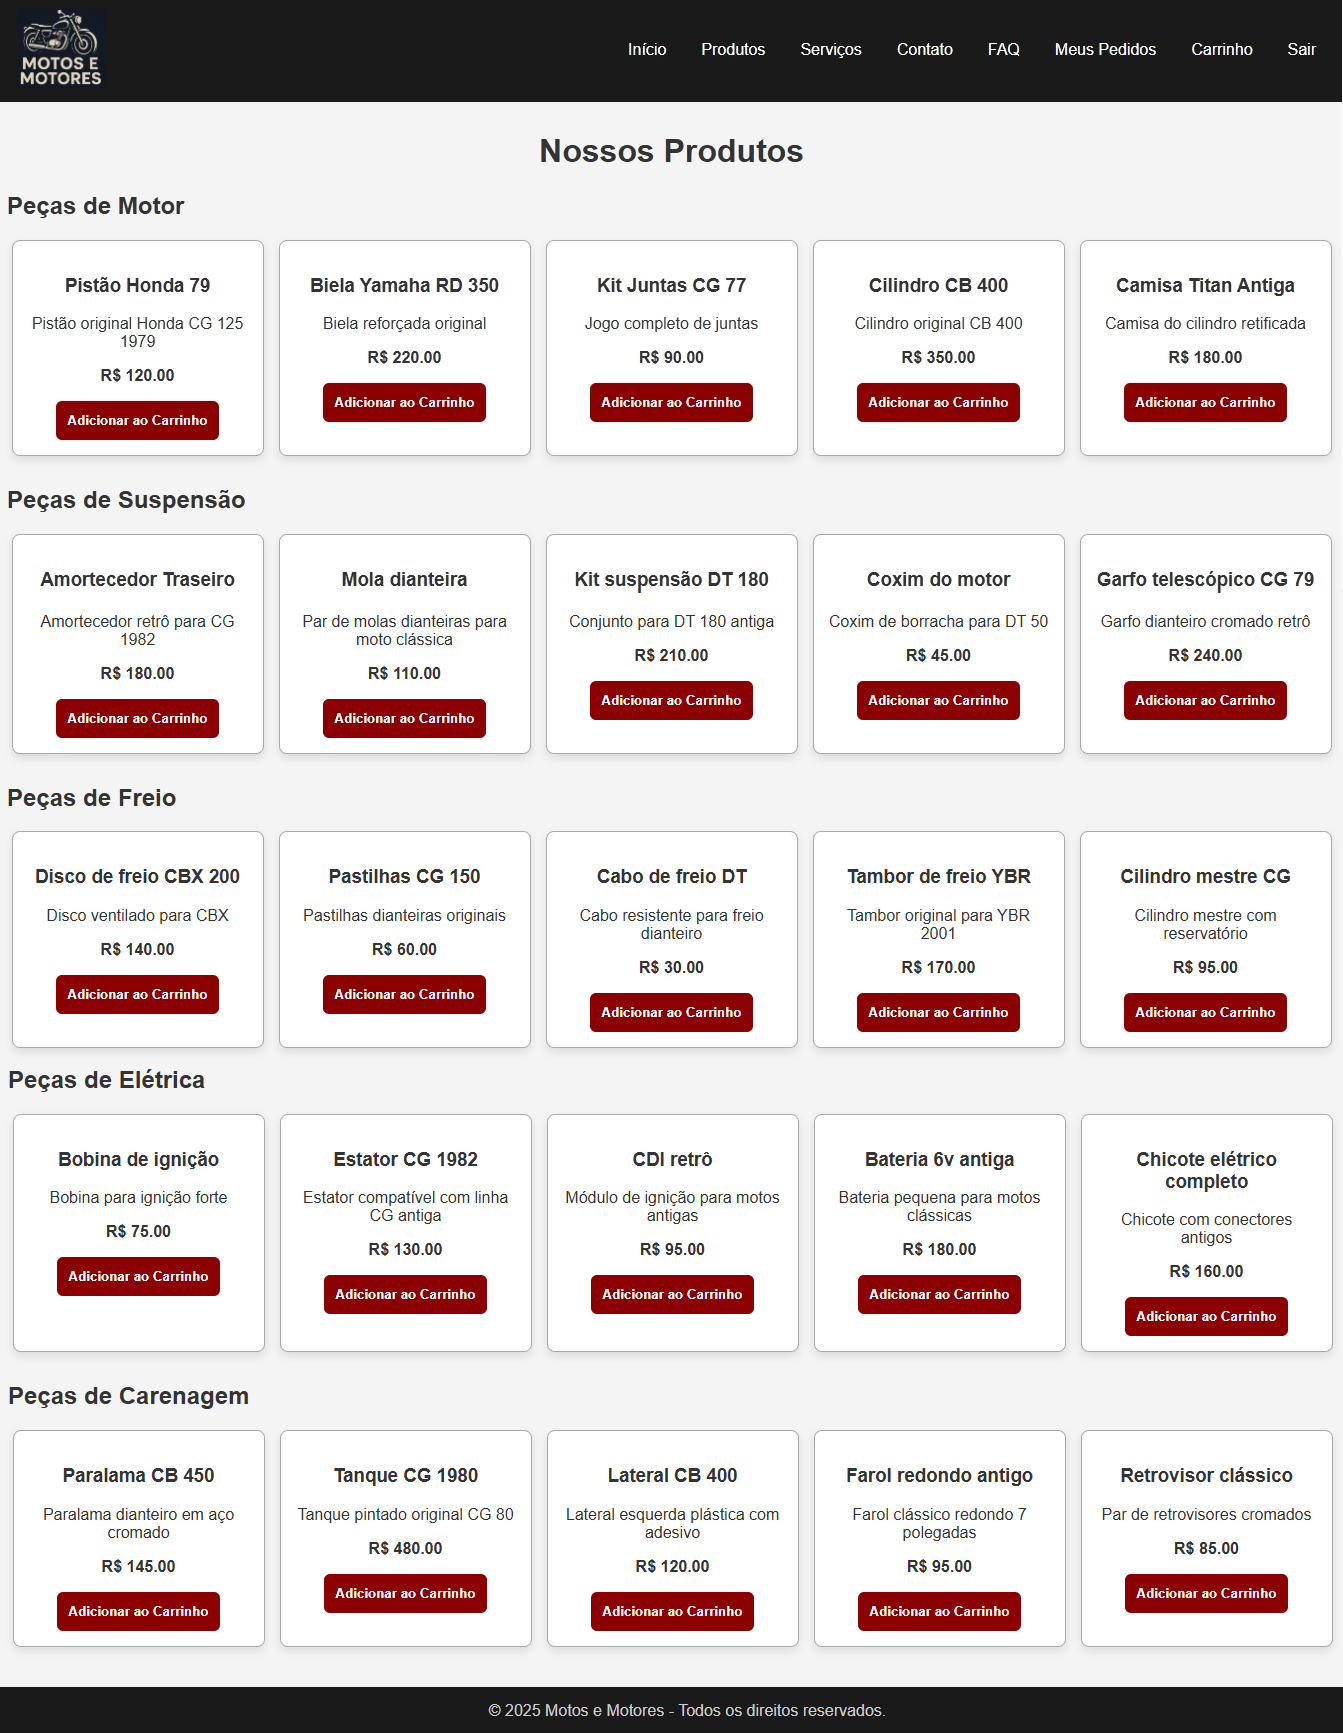 MOTOS E
MOTORES
Início Produtos Serviços Contato FAQ Meus Pedidos Carrinho Sair
Nossos Produtos
Peças de Motor
Pistão Honda 79
Pistão original Honda CG 125
1979
R$ 120.00
Adicionar ao Carrinho
Biela Yamaha RD 350
Biela reforçada original
R$ 220.00
Adicionar ao Carrinho
Kit Juntas CG 77
Jogo completo de juntas
R$ 90.00
Adicionar ao Carrinho
Cilindro CB 400
Cilindro original CB 400
R$ 350.00
Adicionar ao Carrinho
Camisa Titan Antiga
Camisa do cilindro retificada
R$ 180.00
Adicionar ao Carrinho
Peças de Suspensão
Amortecedor Traseiro
Amortecedor retrô para CG
1982
R$ 180.00
Adicionar ao Carrinho
Mola dianteira
Par de molas dianteiras para
moto clássica
R$ 110.00
Adicionar ao Carrinho
Kit suspensão DT 180
Conjunto para DT 180 antiga
R$ 210.00
Adicionar ao Carrinho
Coxim do motor
Coxim de borracha para DT 50
R$ 45.00
Adicionar ao Carrinho
Garfo telescópico CG 79
Garfo dianteiro cromado retrô
R$ 240.00
Adicionar ao Carrinho
Peças de Freio
Disco de freio CBX 200
Disco ventilado para CBX
R$ 140.00
Adicionar ao Carrinho
Pastilhas CG 150
Pastilhas dianteiras originais
R$ 60.00
Adicionar ao Carrinho
Cabo de freio DT
Cabo resistente para freio
dianteiro
R$ 30.00
Adicionar ao Carrinho
Tambor de freio YBR
Tambor original para YBR
2001
R$ 170.00
Adicionar ao Carrinho
Cilindro mestre CG
Cilindro mestre com
reservatório
R$ 95.00
Adicionar ao Carrinho
Peças de Elétrica
Bobina de ignição
Bobina para ignição forte
R$ 75.00
Adicionar ao Carrinho
Estator CG 1982
Estator compatível com linha
CG antiga
R$ 130.00
Adicionar ao Carrinho
CDI retrô
Módulo de ignição para motos
antigas
R$ 95.00
Adicionar ao Carrinho
Bateria 6v antiga
Bateria pequena para motos
clássicas
R$ 180.00
Adicionar ao Carrinho
Chicote elétrico
completo
Chicote com conectores
antigos
R$ 160.00
Adicionar ao Carrinho
Peças de Carenagem
Paralama CB 450
Paralama dianteiro em aço
cromado
R$ 145.00
Adicionar ao Carrinho
Tanque CG 1980
Tanque pintado original CG 80
R$ 480.00
Adicionar ao Carrinho
Lateral CB 400
Lateral esquerda plástica com
adesivo
R$ 120.00
Adicionar ao Carrinho
Farol redondo antigo
Farol clássico redondo 7
polegadas
R$ 95.00
Adicionar ao Carrinho
Retrovisor clássico
Par de retrovisores cromados
R$ 85.00
Adicionar ao Carrinho
© 2025 Motos e Motores - Todos os direitos reservados.